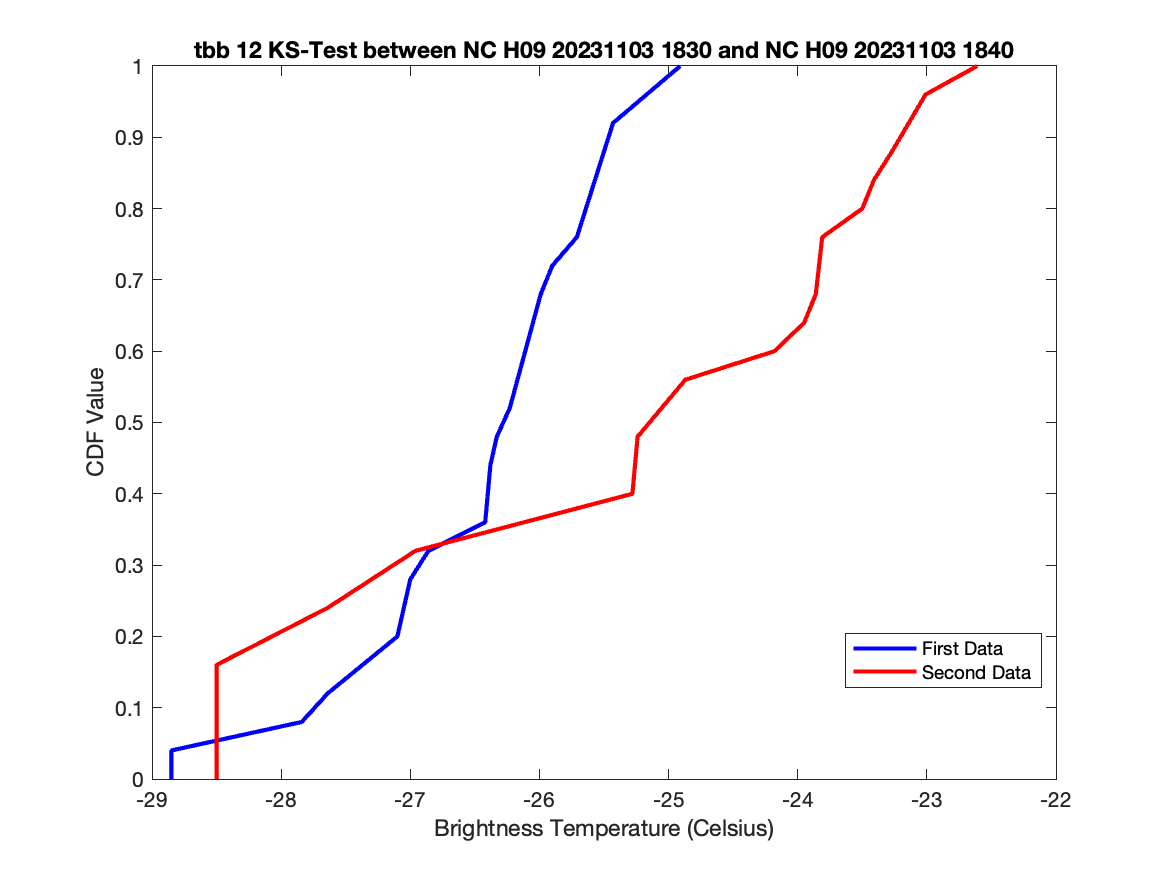 tbb 12 KS-Test between NC H09 20231103 1830 and NC H09 20231103 1840
1
0.9
0.8
0.7
0.6
0.5
0.4
0.3
0.2
0.1
0
CDF Value
First Data
Second Data
-29 -28 -27 -26 -25 -24 -23 -22
Brightness Temperature (Celsius)